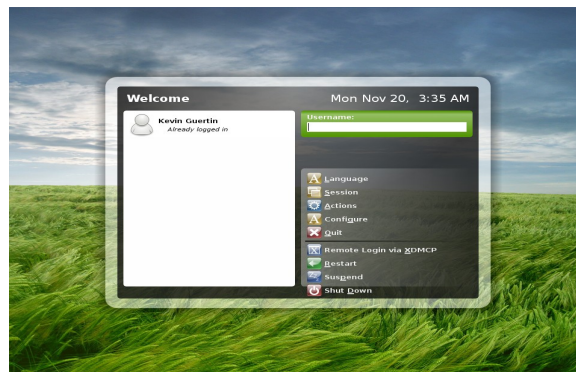 Welcome
Mon Nov 20, 3:35 AM
Kevin Guertin
Already logged in
Username:
Language
Session
Actions
Configure
Quit
Remote Login via XDMCP
Restart
Suspend
Shut Down